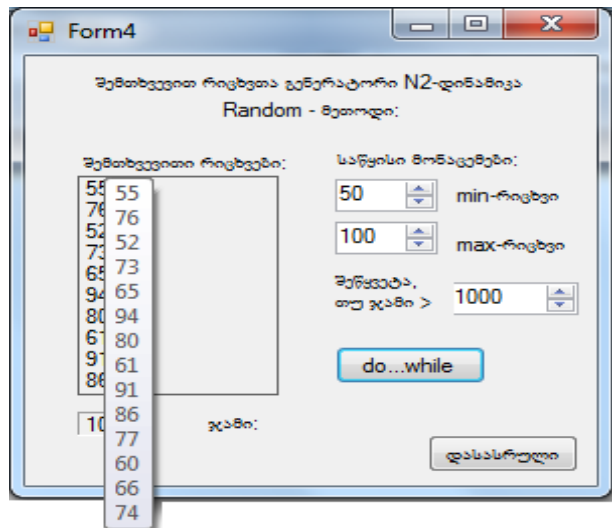 Form4
შემთხვევით რიცხვთა გენერატორი N2-დინამიკა
Random - მეთოდი:
შემთხვევითი რიცხვები:
საწყისი მონაცემები:
55
76
52
73
65
94
80
61
91
86
77
60
66
74
50
min-რიცხვი
100
max-რიცხვი
შეწყვეტა,
თუ ჯამი >
1000
do...while
ჯამი:
დასასრული